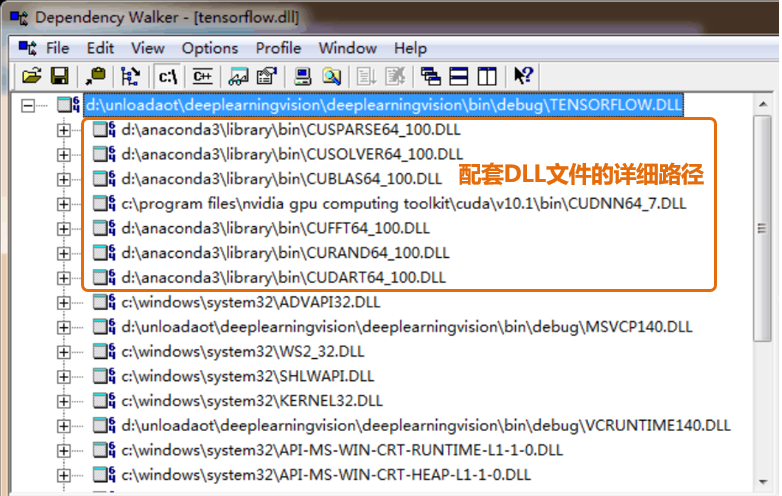 Dependency Walker - [tensorflow.dll]
File Edit View Options Profile Window Help
c:\ C++
d:\unloadaot\deeplearningvision\deeplearningvision\bin\debug\TENSORFLOW.DLL
d:\anaconda3\library\bin\CUSPARSE64_100.DLL
d:\anaconda3\library\bin\CUSOLVER64_100.DLL
d:\anaconda3\library\bin\CUBLAS64_100.DLL
配套DLL文件的详细路径
c:\program files\nvidia gpu computing toolkit\cuda\v10.1\bin\CUDNN64_7.DLL
d:\anaconda3\library\bin\CUFFT64_100.DLL
d:\anaconda3\library\bin\CURAND64_100.DLL
d:\anaconda3\library\bin\CUDART64_100.DLL
c:\windows\system32\ADVAPI32.DLL
d:\unloadaot\deeplearningvision\deeplearningvision\bin\debug\MSVCP140.DLL
c:\windows\system32\WS2_32.DLL
c:\windows\system32\SHLWAPI.DLL
c:\windows\system32\KERNEL32.DLL
d:\unloadaot\deeplearningvision\deeplearningvision\bin\debug\VCRUNTIME140.DLL
c:\windows\system32\API-MS-WIN-CRT-RUNTIME-L1-1-0.DLL
c:\windows\system32\API-MS-WIN-CRT-HEAP-L1-1-0.DLL